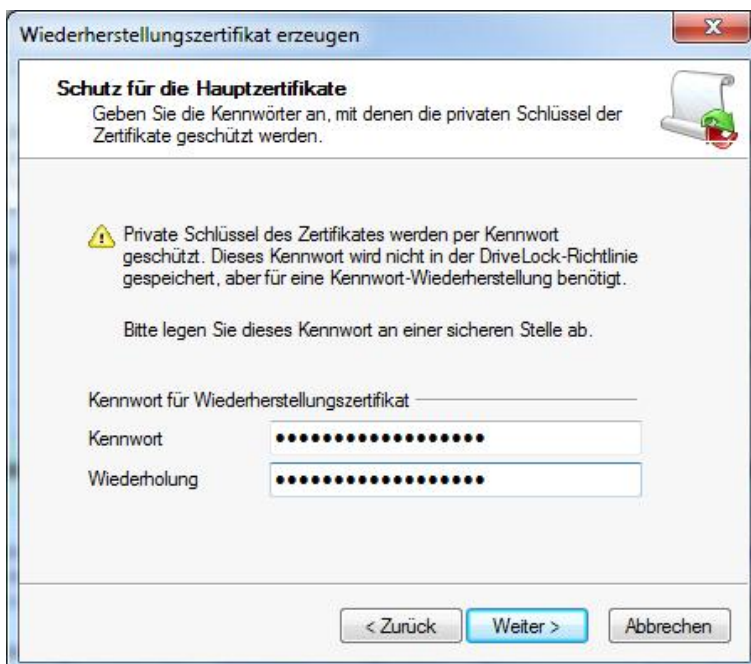 Wiederherstellungszertifikat erzeugen
Schutz für die Hauptzertifikate
Geben Sie die Kennwörter an, mit denen die privaten Schlüssel der
Zertifikate geschützt werden.
Private Schlüssel des Zertifikates werden per Kennwort
geschützt. Dieses Kennwort wird nicht in der DriveLock-Richtlinie
gespeichert, aber für eine Kennwort-Wiederherstellung benötigt.
Bitte legen Sie dieses Kennwort an einer sicheren Stelle ab.
Kennwort für Wiederherstellungszertifikat
Kennwort ●●●●●●●●●●●●●●●●●●
Wiederholung ●●●●●●●●●●●●●●●●●●
< Zurück Weiter > Abbrechen